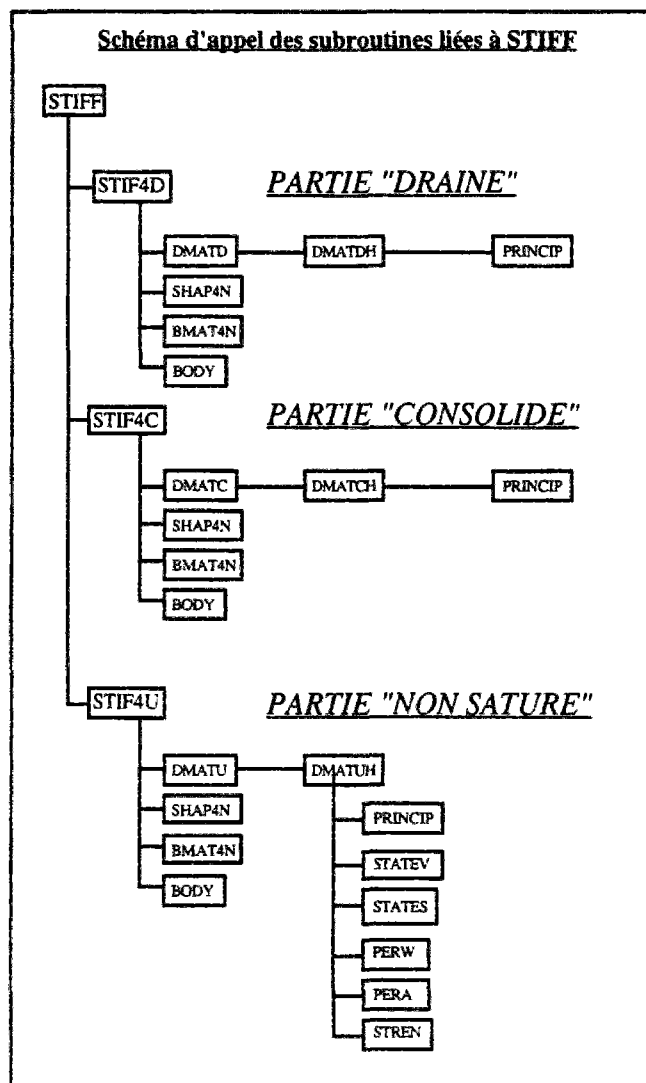 Schéma d'appel des subroutines liées à STIFF
STIFF
STIF4D
PARTIE "DRAINE"
DMATD
DMATDH
PRINCIP
SHAP4N
BMAT4N
BODY
STIF4C
PARTIE "CONSOLIDE"
DMATC
DMATCH
PRINCIP
SHAP4N
BMAT4N
BODY
STIF4U
PARTIE "NON SATURE"
DMATU
DMATUH
SHAP4N
PRINCIP
BMAT4N
STATEV
BODY
STATES
PERW
PERA
STREN